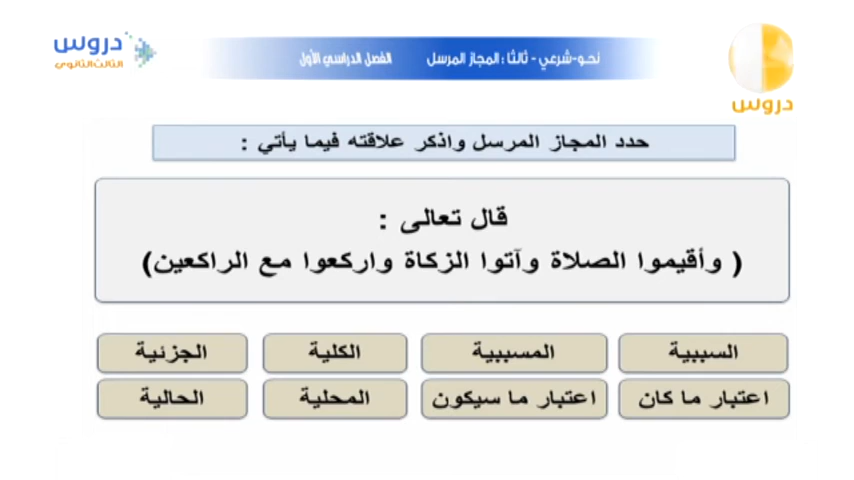 دروس
الثالث الثانوي
نحو-شرعي - ثالثا : المجاز المرسل الفصل الدراسي الأول
دروس
حدد المجاز المرسل واذكر علاقته فيما يأتي :
قال تعالى :
( وأقيموا الصلاة وآتوا الزكاة واركعوا مع الراكعين)
السببية المسببية الكلية الجزئية
اعتبار ما كان اعتبار ما سيكون المحلية الحالية